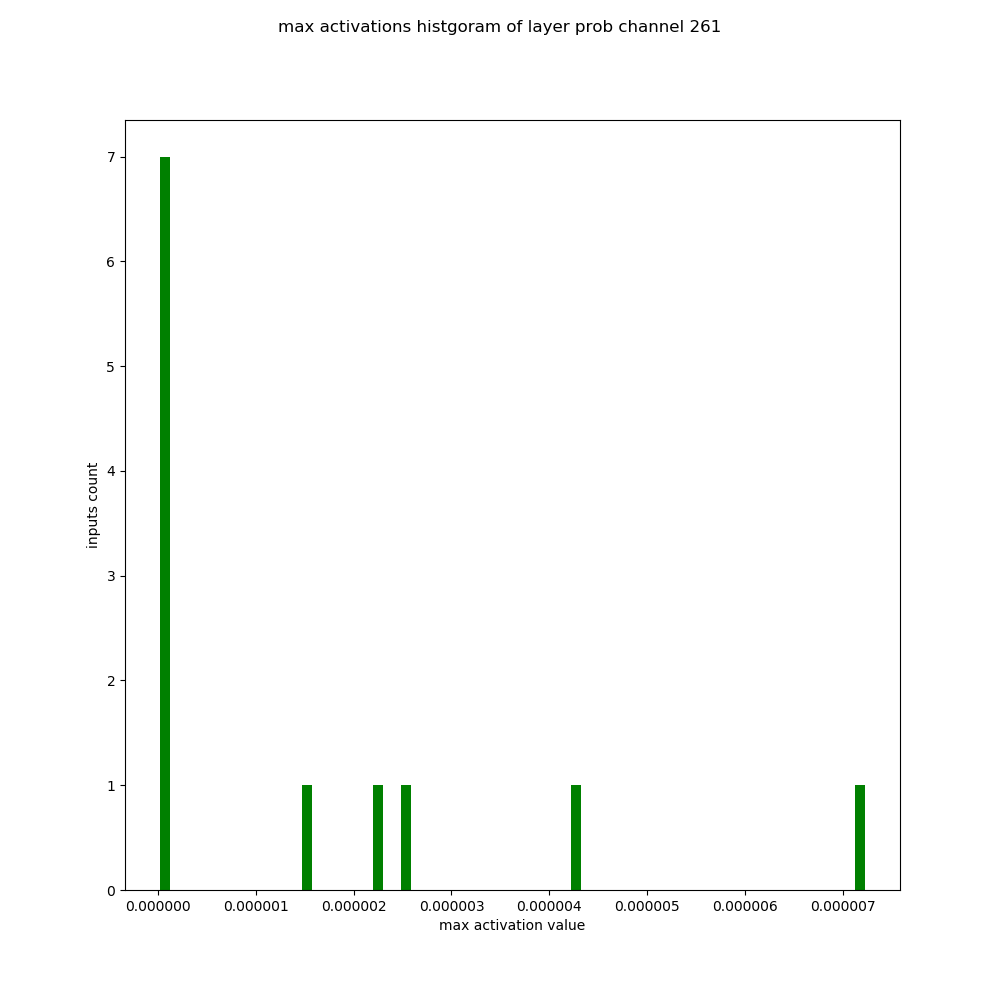 max activations histgoram of layer prob channel 261
7
6
5
4
3
2
1
0
inputs count
0.000000 0.000001 0.000002 0.000003 0.000004 0.000005 0.000006 0.000007
max activation value